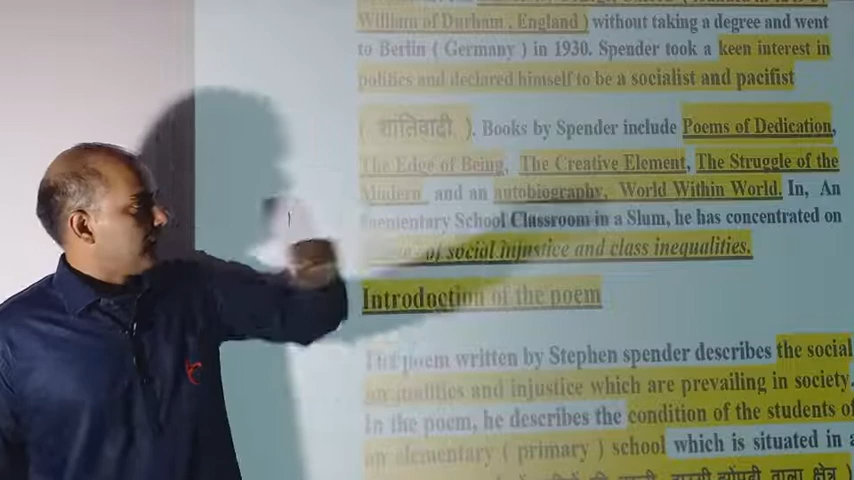 William of Durham, England) without taking a degree and went
to Berlin ( Germany ) in 1930. Spender took a keen interest in
politics and declared himself to be a socialist and pacifist
( शांतिवादी ). Books by Spender include Poems of Dedication,
The Edge of Being, The Creative Element, The Struggle of the
Modern and an autobiography, World Within World, In An
Elementary School Classroom in a Slum, he has concentrated on
of social injustice and class inequalities
Introduction of the poem
the poem written by Stephen Spender, describe the social
and injustice which are prevailing in the society.
In the poem, he describes the condition of the students of
an elementary ( primary ) school which is situated in a